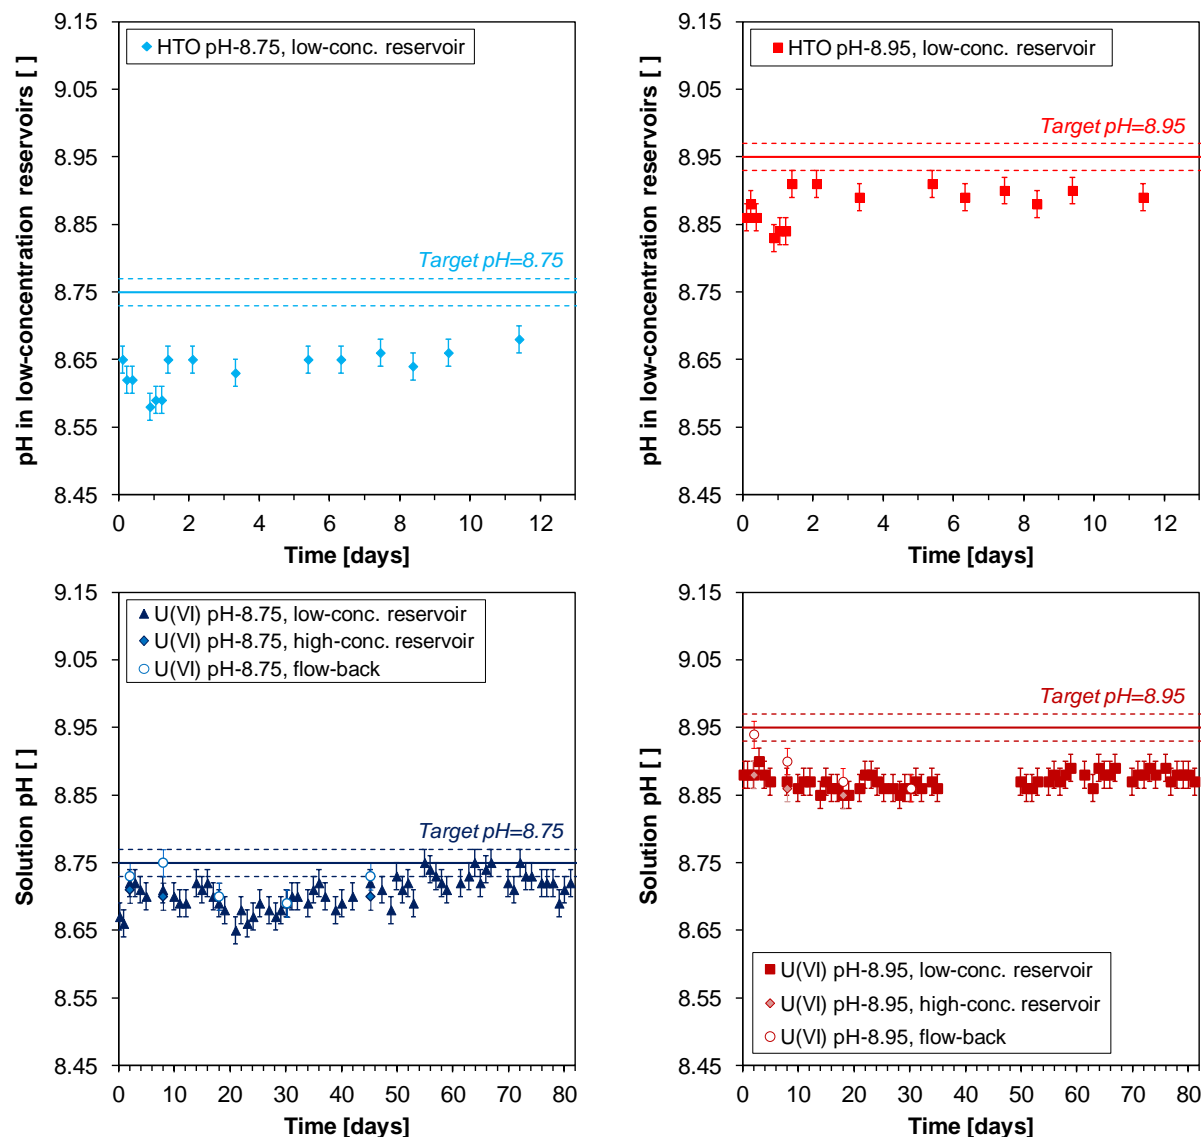 9.15
9.05
8.95
8.85
8.75
8.65
8.55
8.45
pH in low-concentration reservoirs [ ]
HTO pH-8.75, low-conc. reservoir
Target pH=8.75
0 2 4 6 8 10 12
Time [days]
9.15
9.05
8.95
8.85
8.75
8.65
8.55
8.45
pH in low-concentration reservoirs [ ]
HTO pH-8.95, low-conc. reservoir
Target pH=8.95
0 2 4 6 8 10 12
Time [days]
9.15
9.05
8.95
8.85
8.75
8.65
8.55
8.45
Solution pH [ ]
U(VI) pH-8.75, low-conc. reservoir
U(VI) pH-8.75, high-conc. reservoir
U(VI) pH-8.75, flow-back
Target pH=8.75
0 10 20 30 40 50 60 70 80
Time [days]
9.15
9.05
8.95
8.85
8.75
8.65
8.55
8.45
Solution pH [ ]
Target pH=8.95
U(VI) pH-8.95, low-conc. reservoir
U(VI) pH-8.95, high-conc. reservoir
U(VI) pH-8.95, flow-back
0 10 20 30 40 50 60 70 80
Time [days]